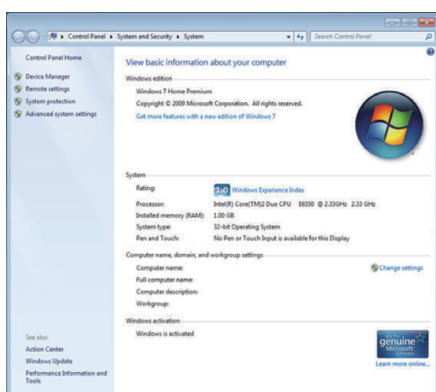 Control Panel ▸ System and Security ▸ System
Search Control Panel
Control Panel Home
Device Manager
Remote settings
System protection
Advanced system settings
See also
Action Center
Windows Update
Performance Information and
Tools
View basic information about your computer
Windows edition
Windows 7 Home Premium
Copyright © 2009 Microsoft Corporation. All rights reserved.
Get more features with a new edition of Windows 7
System
Rating: Windows Experience Index
Processor: Intel(R) Core(TM)2 Duo CPU E6550 @ 2.33GHz 2.33 GHz
Installed memory (RAM): 1.00 GB
System type: 32-bit Operating System
Pen and Touch: No Pen or Touch Input is available for this Display
Computer name, domain, and workgroup settings
Computer name: Change settings
Full computer name:
Computer description:
Workgroup:
Windows activation
Windows is activated
genuine
Microsoft
software
Learn more online...